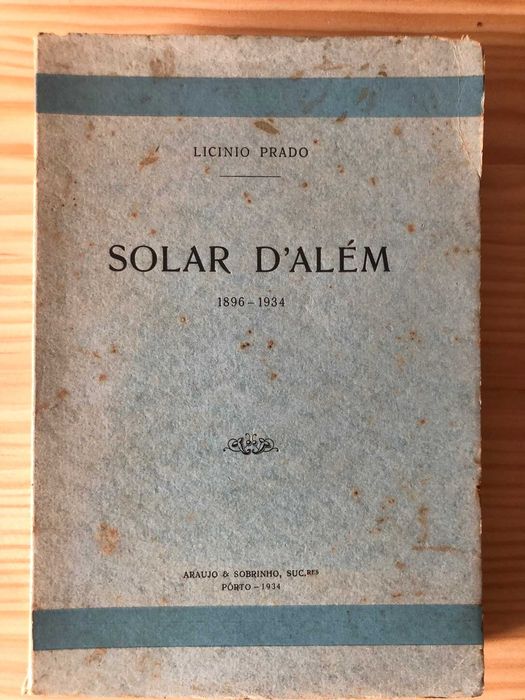 LICINIO PRADO
SOLAR D'ALÉM
1896-1934
ARAUJO & SOBRINHO, SUC.RES
PÔRTO-1934